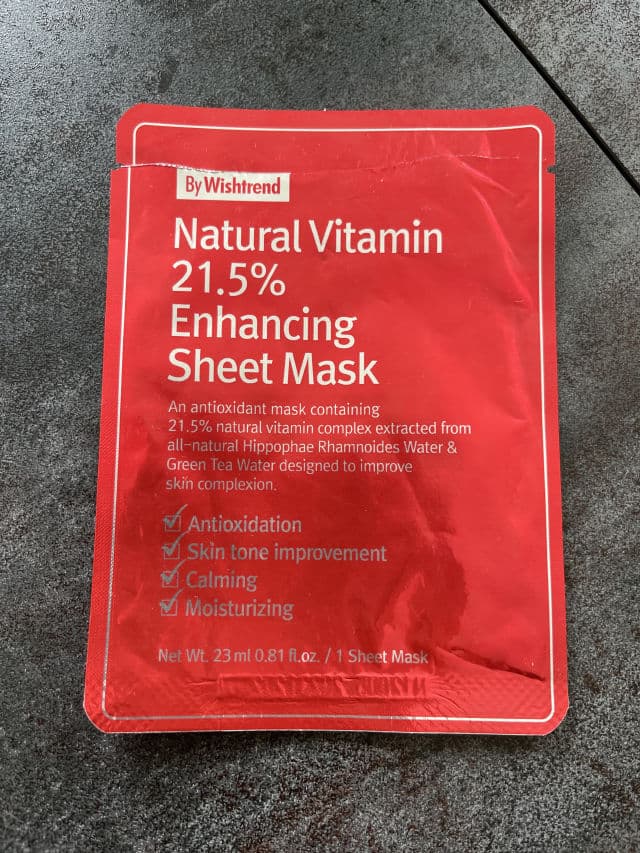 By Wishtrend
Natural Vitamin
21.5%
Enhancing
Sheet Mask
An antioxidant mask containing
21.5% natural vitamin complex extracted from
all-natural Hippophae Rhamnoides Water &
Green Tea Water designed to improve
skin complexion.
Antioxidation
Skin tone improvement
Calming
Moisturizing
Net Wt. 23 ml 0.81 fl.oz. / 1 Sheet Mask